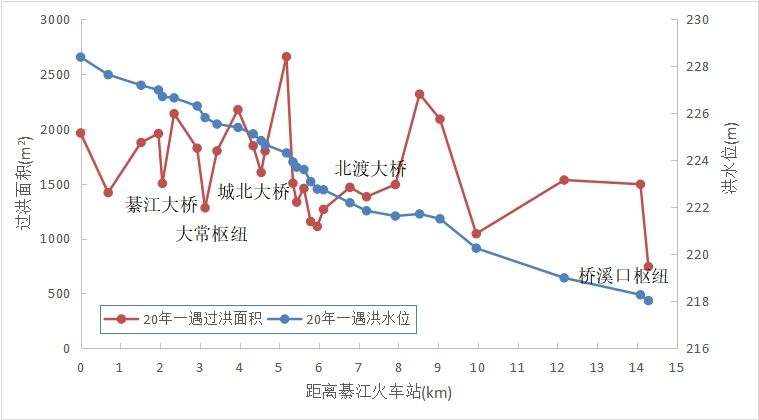 3000
2500
2000
1500
1000
500
0
过洪面积(m²)
230
228
226
224
222
220
218
216
洪水位(m)
綦江大桥
大常枢纽
城北大桥
北渡大桥
桥溪口枢纽
20年一遇过洪面积 20年一遇洪水位
0 1 2 3 4 5 6 7 8 9 10 11 12 13 14 15
距离綦江火车站(km)